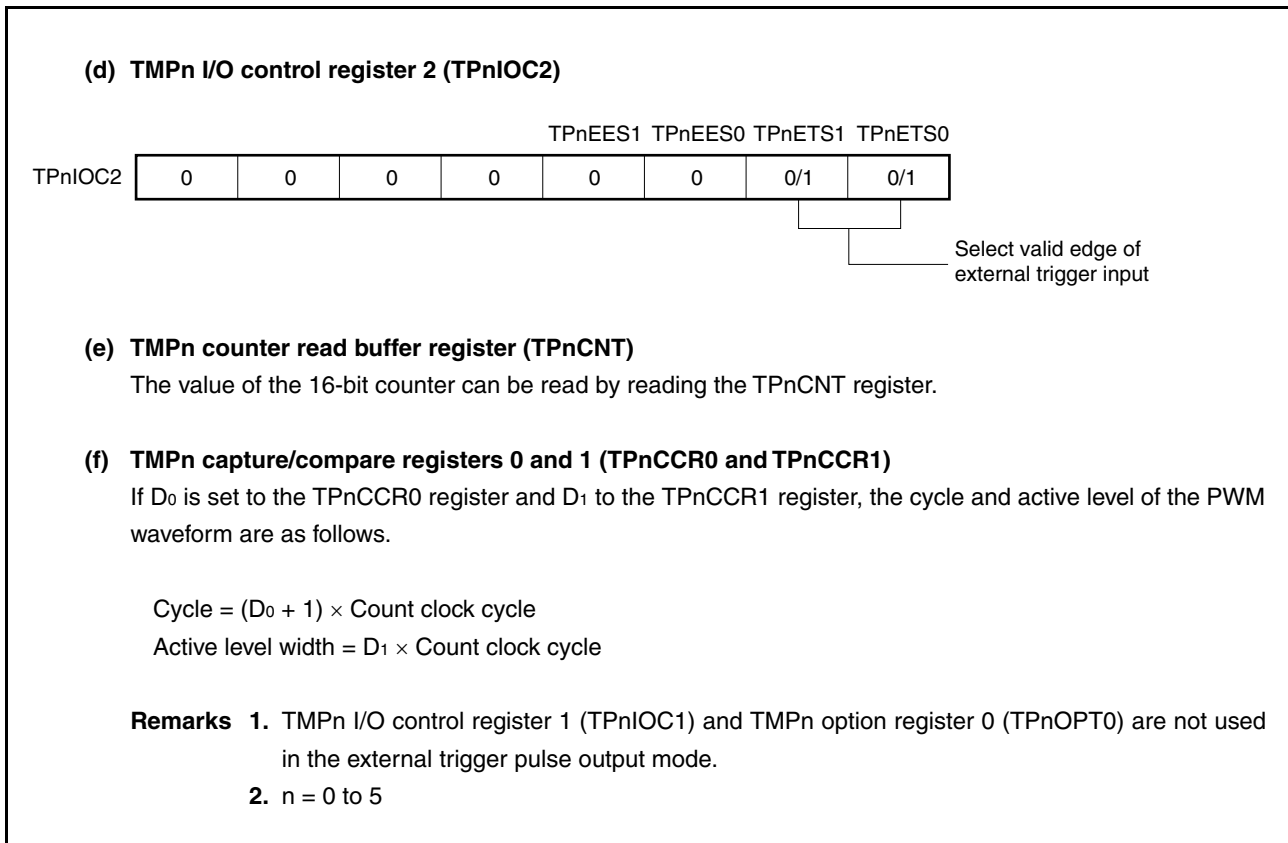 (d) TMPn I/O control register 2 (TPnIOC2)
TPnEES1 TPnEES0 TPnETS1 TPnETS0
TPnIOC2 0 0 0 0 0 0 0/1 0/1
Select valid edge of
external trigger input
(e) TMPn counter read buffer register (TPnCNT)
The value of the 16-bit counter can be read by reading the TPnCNT register.
(f) TMPn capture/compare registers 0 and 1 (TPnCCR0 and TPnCCR1)
If D0 is set to the TPnCCR0 register and D1 to the TPnCCR1 register, the cycle and active level of the PWM
waveform are as follows.
Cycle = (D0 + 1) × Count clock cycle
Active level width = D1 × Count clock cycle
Remarks 1. TMPn I/O control register 1 (TPnIOC1) and TMPn option register 0 (TPnOPT0) are not used
in the external trigger pulse output mode.
2. n = 0 to 5